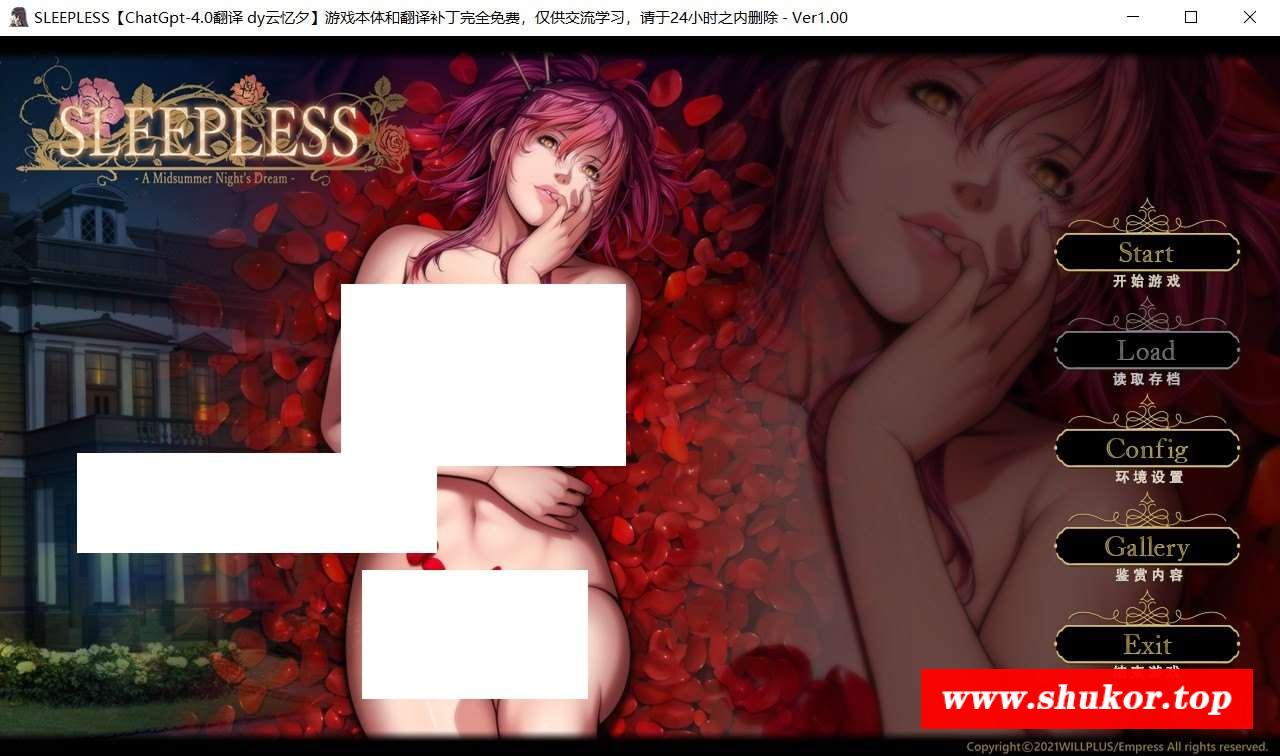 SLEEPLESS【ChatGpt-4.0翻译 dy云忆夕】游戏本体和翻译补丁完全免费，仅供交流学习，请于24小时之内删除 - Ver1.00
SLEEPLESS
- A Midsummer Night's Dream -
Start
开始游戏
Load
读取存档
Config
环境设置
Gallery
鉴赏内容
Exit
www.shukor.top
Copyright©2021WILLPLUS/Empress All rights reserved.